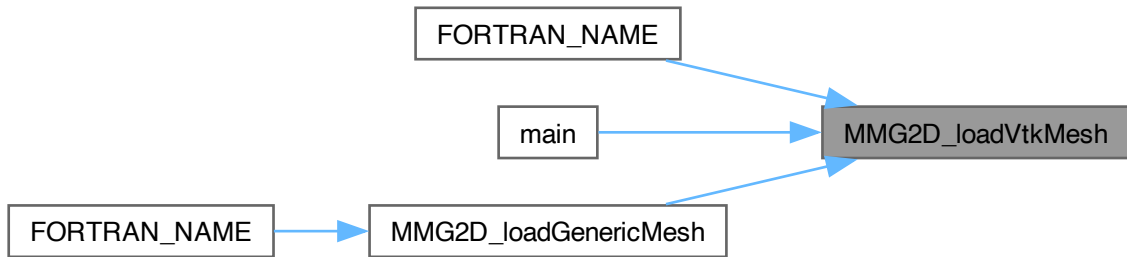 FORTRAN_NAME
main
MMG2D_loadVtkMesh
FORTRAN_NAME
MMG2D_loadGenericMesh